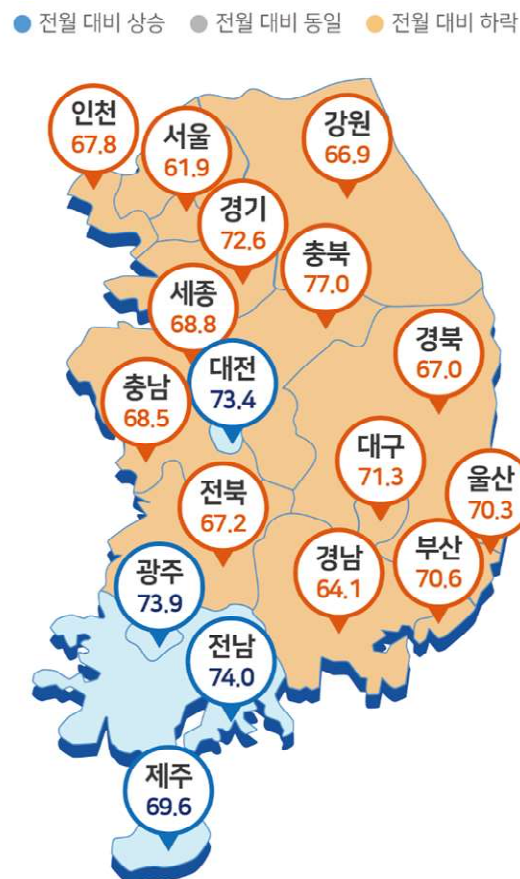 전월 대비 상승 전월 대비 동일 전월 대비 하락
인천
67.8
서울
61.9
강원
66.9
경기
72.6
충북
77.0
세종
68.8
대전
73.4
경북
67.0
충남
68.5
대구
71.3
울산
70.3
전북
67.2
경남
64.1
부산
70.6
광주
73.9
전남
74.0
제주
69.6